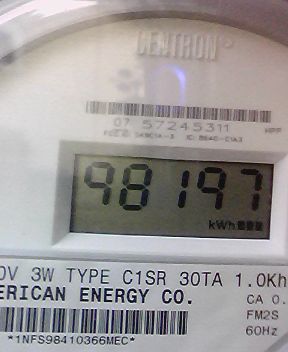 CENTRON
07 57245311
98197
kWh
0V 3W TYPE C1SR 30TA 1.0Kh
ERICAN ENERGY CO.
CA 0.
FM2S
60Hz
*1NFS98410366MEC*